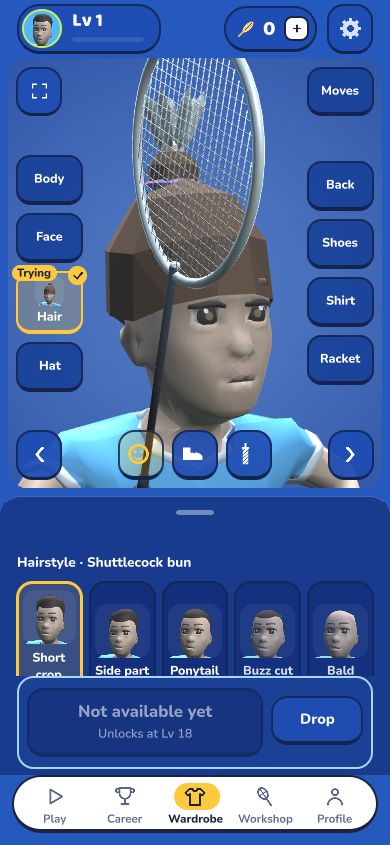 Lv 1
0
+
Moves
Body
Back
Face
Shoes
Trying
Hair
Shirt
Hat
Racket
Hairstyle · Shuttlecock bun
Short
crop
Side part
Ponytail
Buzz cut
Bald
Not available yet
Unlocks at Lv 18
Drop
Play
Career
Wardrobe
Workshop
Profile